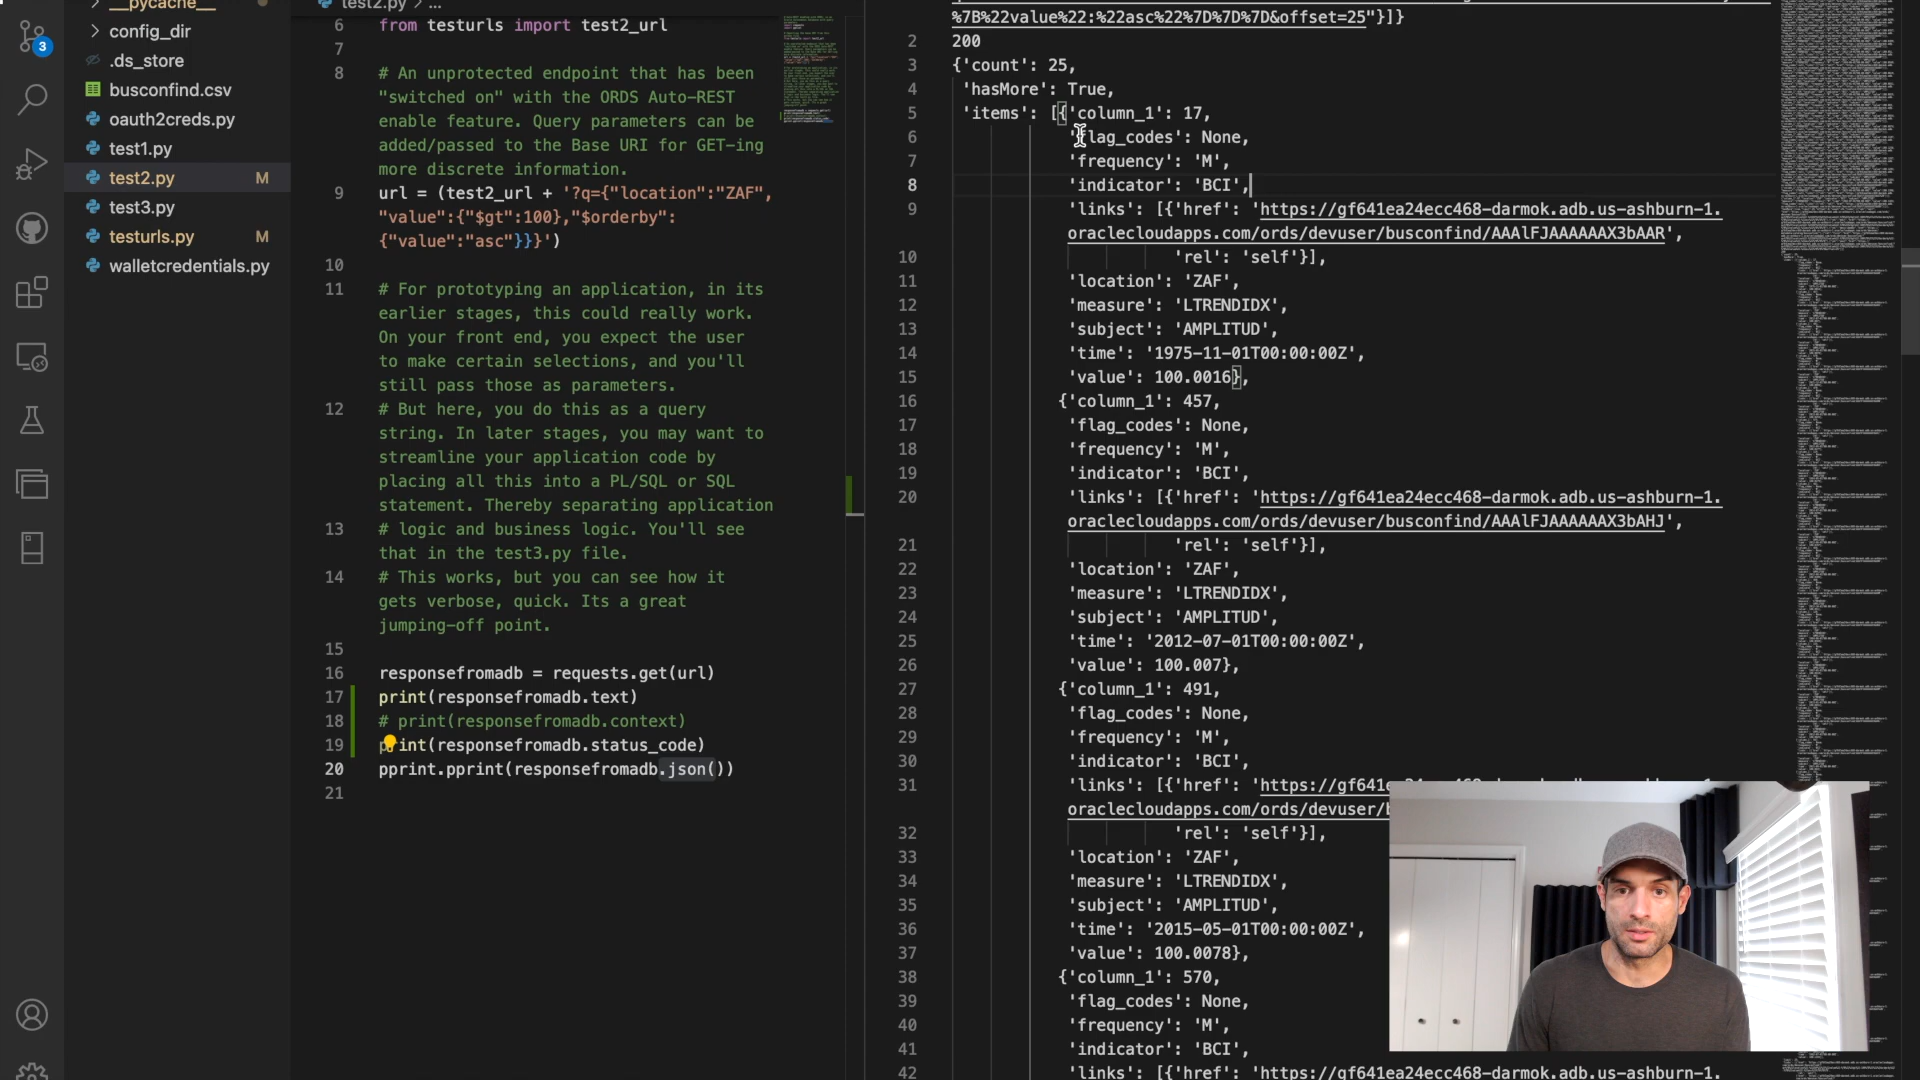 __pycache__
config_dir
.ds_store
busconfind.csv
oauth2creds.py
test1.py
test2.py M
test3.py
testurls.py M
walletcredentials.py
3
test2.py > ...
6 from testurls import test2_url
7
8 # An unprotected endpoint that has been
"switched on" with the ORDS Auto-REST
enable feature. Query parameters can be
added/passed to the Base URI for GET-ing
more discrete information.
9 url = (test2_url + '?q={"location":"ZAF",
"value":{"$gt":100},"$orderby":
{"value":"asc"}}}')
10
11 # For prototyping an application, in its
earlier stages, this could really work.
On your front end, you expect the user
to make certain selections, and you'll
still pass those as parameters.
12 # But here, you do this as a query
string. In later stages, you may want to
streamline your application code by
placing all this into a PL/SQL or SQL
statement. Thereby separating application
13 # logic and business logic. You'll see
that in the test3.py file.
14 # This works, but you can see how it
gets verbose, quick. Its a great
jumping-off point.
15
16 responsefromadb = requests.get(url)
17 print(responsefromadb.text)
18 # print(responsefromadb.context)
19 print(responsefromadb.status_code)
20 pprint.pprint(responsefromadb.json())
21
%7B%22value%22:%22asc%22%7D%7D%7D&offset=25"}]}
2 200
3 {'count': 25,
4 'hasMore': True,
5 'items': [{'column_1': 17,
6 'flag_codes': None,
7 'frequency': 'M',
8 'indicator': 'BCI',
9 'links': [{'href': 'https://gf641ea24ecc468-darmok.adb.us-ashburn-1.
oraclecloudapps.com/ords/devuser/busconfind/AAAlFJAAAAAAX3bAAR',
10 'rel': 'self'}],
11 'location': 'ZAF',
12 'measure': 'LTRENDIDX',
13 'subject': 'AMPLITUD',
14 'time': '1975-11-01T00:00:00Z',
15 'value': 100.0016},
16 {'column_1': 457,
17 'flag_codes': None,
18 'frequency': 'M',
19 'indicator': 'BCI',
20 'links': [{'href': 'https://gf641ea24ecc468-darmok.adb.us-ashburn-1.
oraclecloudapps.com/ords/devuser/busconfind/AAAlFJAAAAAAX3bAHJ',
21 'rel': 'self'}],
22 'location': 'ZAF',
23 'measure': 'LTRENDIDX',
24 'subject': 'AMPLITUD',
25 'time': '2012-07-01T00:00:00Z',
26 'value': 100.007},
27 {'column_1': 491,
28 'flag_codes': None,
29 'frequency': 'M',
30 'indicator': 'BCI',
31 'links': [{'href': 'https://gf641ea24ecc468-darmok.adb.us-ashburn-1.
oraclecloudapps.com/ords/devuser/
32 'rel': 'self'}],
33 'location': 'ZAF',
34 'measure': 'LTRENDIDX',
35 'subject': 'AMPLITUD',
36 'time': '2015-05-01T00:00:00Z',
37 'value': 100.0078},
38 {'column_1': 570,
39 'flag_codes': None,
40 'frequency': 'M',
41 'indicator': 'BCI',
42 'links': [{'href': 'https://gf641ea24ecc468-darmok.adb.us-ashburn-1.